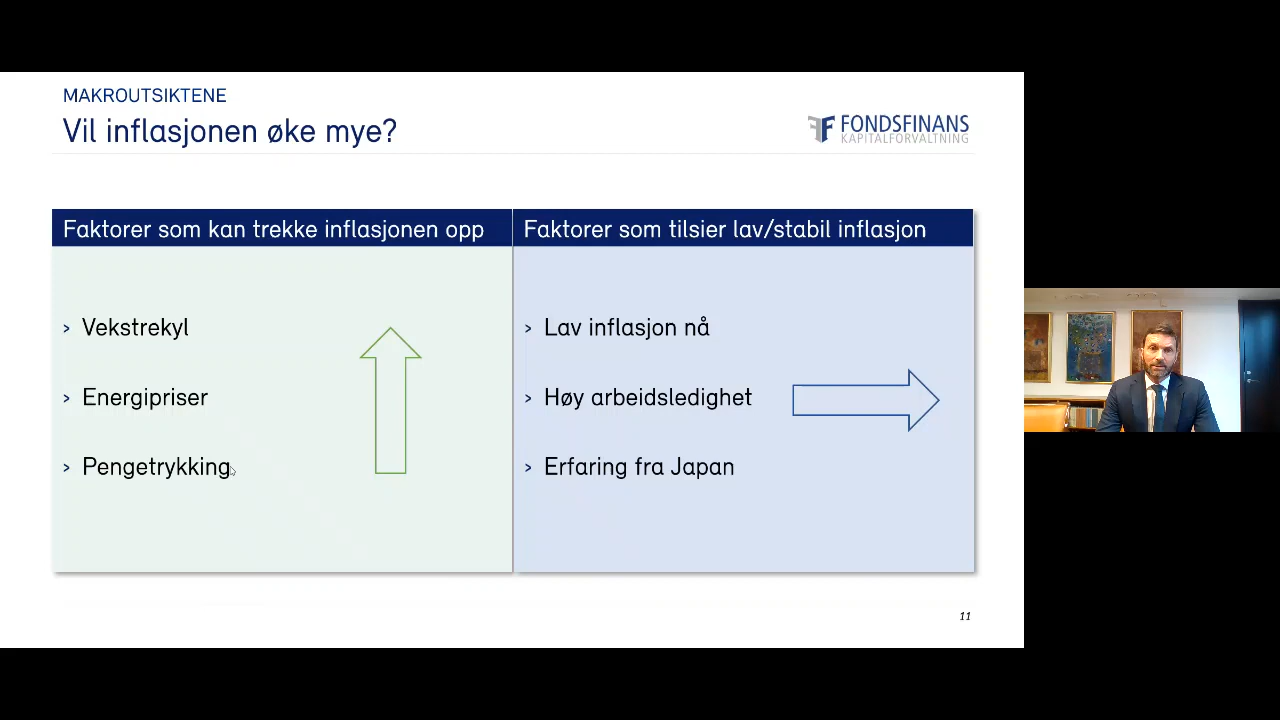 MAKROUTSIKTENE
Vil inflasjonen øke mye?
FONDSFINANS
KAPITALFORVALTNING
Faktorer som kan trekke inflasjonen opp
Faktorer som tilsier lav/stabil inflasjon
› Vekstrekyl
› Energipriser
› Pengetrykking
› Lav inflasjon nå
› Høy arbeidsledighet
› Erfaring fra Japan
11